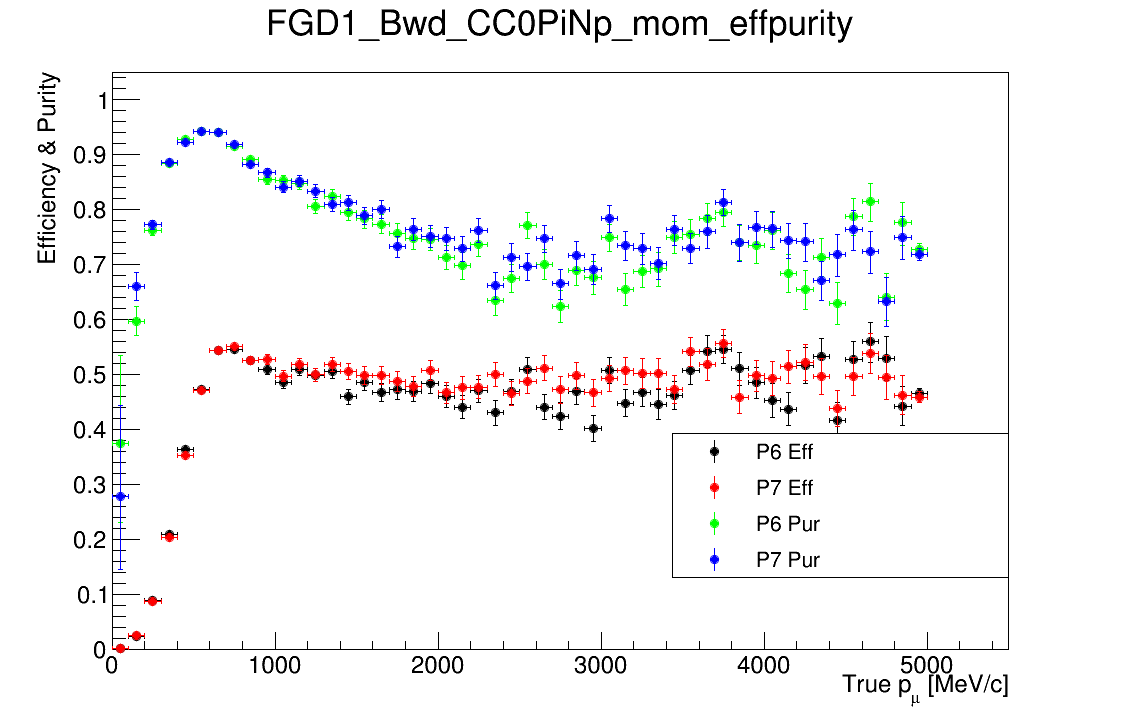 FGD1_Bwd_CC0PiNp_mom_effpurity
Efficiency & Purity
1
0.9
0.8
0.7
0.6
0.5
0.4
0.3
0.2
0.1
0
P6 Eff
P7 Eff
P6 Pur
P7 Pur
0 1000 2000 3000 4000 5000
True pμ [MeV/c]